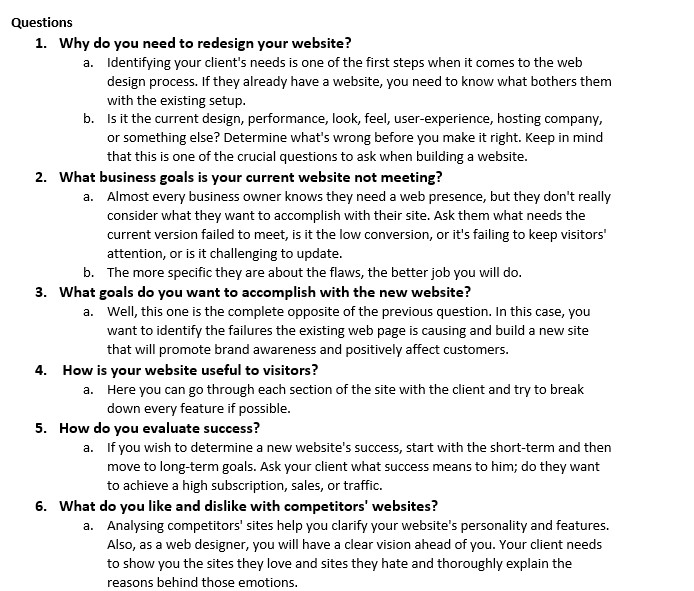 Questions
1. Why do you need to redesign your website?
a. Identifying your client's needs is one of the first steps when it comes to the web
design process. If they already have a website, you need to know what bothers them
with the existing setup.
b. Is it the current design, performance, look, feel, user-experience, hosting company,
or something else? Determine what's wrong before you make it right. Keep in mind
that this is one of the crucial questions to ask when building a website.
2. What business goals is your current website not meeting?
a. Almost every business owner knows they need a web presence, but they don't really
consider what they want to accomplish with their site. Ask them what needs the
current version failed to meet, is it the low conversion, or it's failing to keep visitors'
attention, or is it challenging to update.
b. The more specific they are about the flaws, the better job you will do.
3. What goals do you want to accomplish with the new website?
a. Well, this one is the complete opposite of the previous question. In this case, you
want to identify the failures the existing web page is causing and build a new site
that will promote brand awareness and positively affect customers.
4. How is your website useful to visitors?
a. Here you can go through each section of the site with the client and try to break
down every feature if possible.
5. How do you evaluate success?
a. If you wish to determine a new website's success, start with the short-term and then
move to long-term goals. Ask your client what success means to him; do they want
to achieve a high subscription, sales, or traffic.
6. What do you like and dislike with competitors' websites?
a. Analysing competitors' sites help you clarify your website's personality and features.
Also, as a web designer, you will have a clear vision ahead of you. Your client needs
to show you the sites they love and sites they hate and thoroughly explain the
reasons behind those emotions.